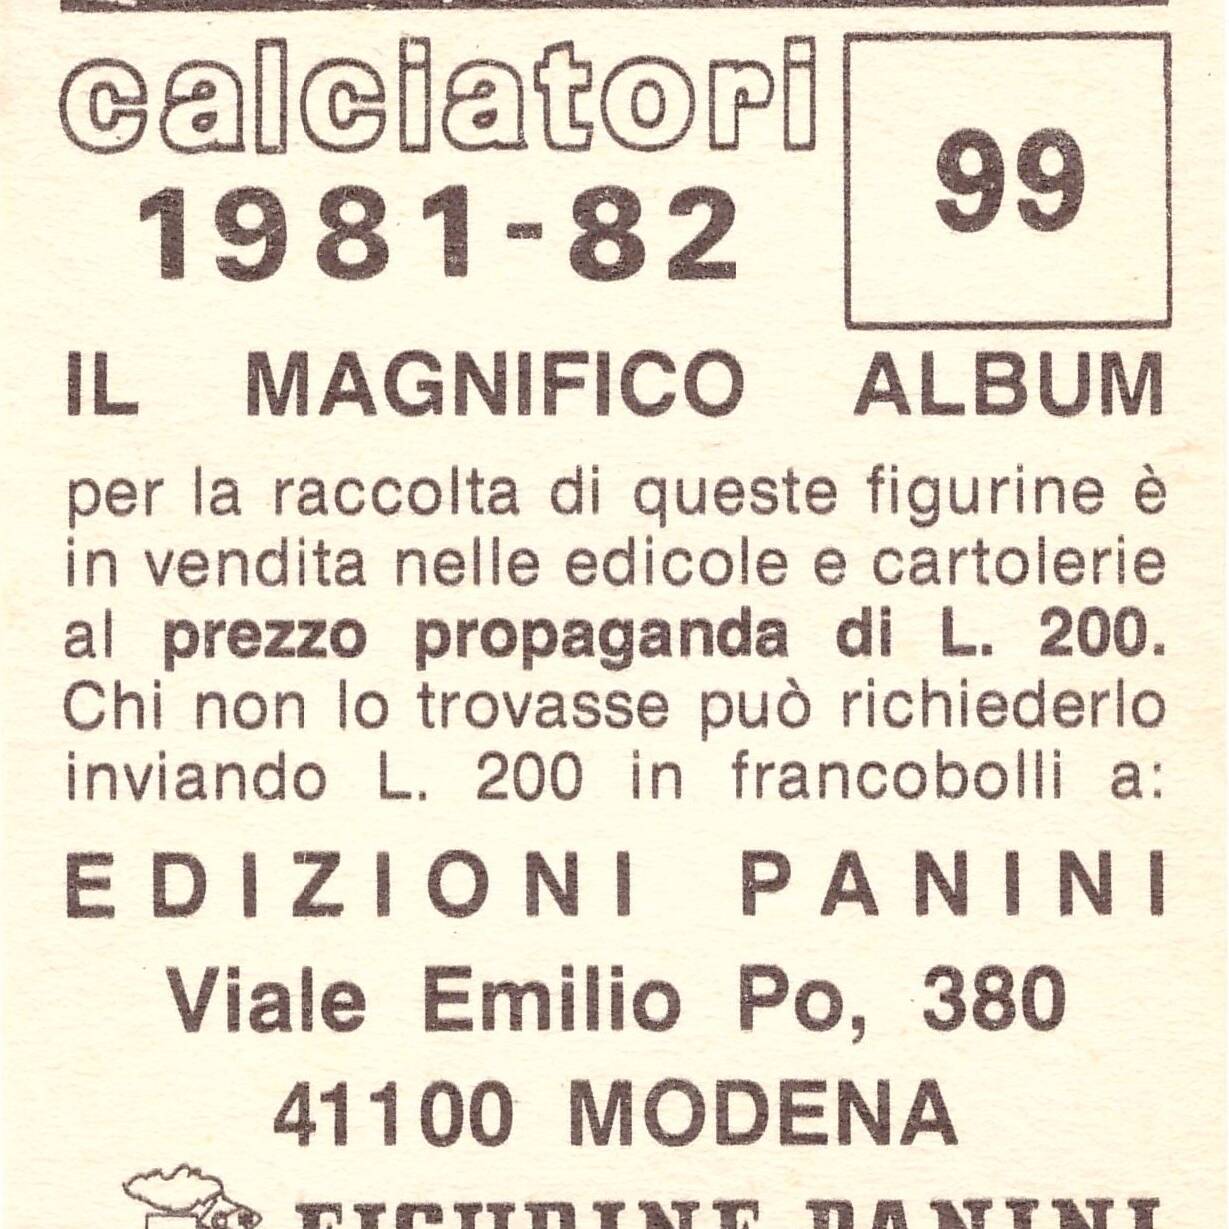 calciatori
1981-82
99
IL MAGNIFICO ALBUM
per la raccolta di queste figurine è
in vendita nelle edicole e cartolerie
al prezzo propaganda di L. 200.
Chi non lo trovasse può richiederlo
inviando L. 200 in francobolli a:
EDIZIONI PANINI
Viale Emilio Po, 380
41100 MODENA
FIGURINE PANINI